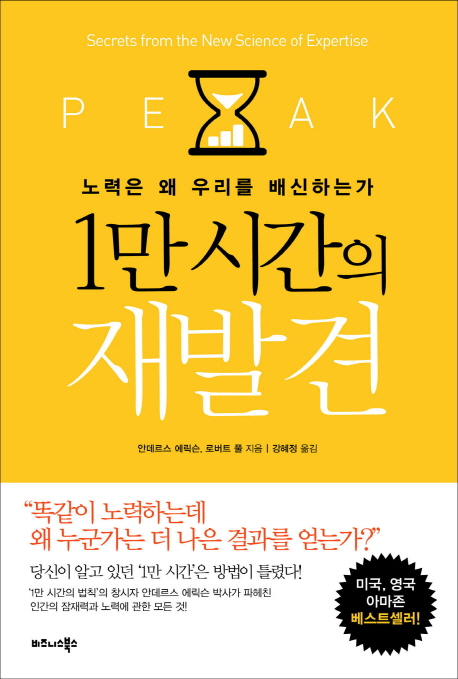 Secrets from the New Science of Expertise
PE AK
노력은 왜 우리를 배신하는가
1만 시간의
재발견
안데르스 에릭슨, 로버트 풀 지음 | 강혜정 옮김
“똑같이 노력하는데
왜 누군가는 더 나은 결과를 얻는가?”
당신이 알고 있던 ‘1만 시간’은 방법이 틀렸다!
‘1만 시간의 법칙’의 창시자 안데르스 에릭슨 박사가 파헤친
인간의 잠재력과 노력에 관한 모든 것!
미국, 영국
아마존
베스트셀러!
비즈니스북스